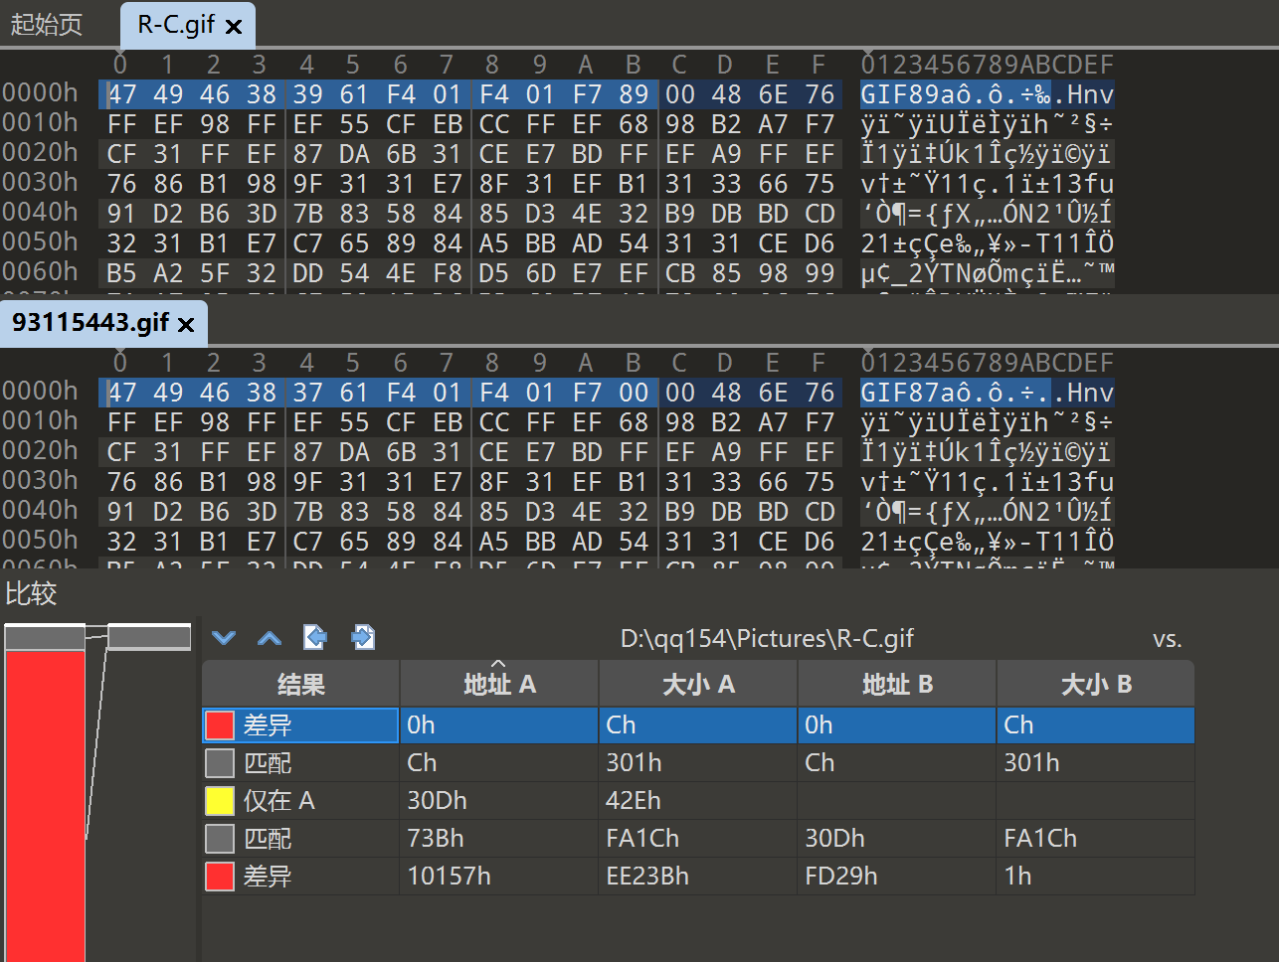 起始页 R-C.gif ×
0 1 2 3 4 5 6 7 8 9 A B C D E F 0123456789ABCDEF
0000h 47 49 46 38 39 61 F4 01 F4 01 F7 89 00 48 6E 76 GIF89aô.ô.÷‰.Hnv
0010h FF EF 98 FF EF 55 CF EB CC FF EF 68 98 B2 A7 F7 ÿï˜ÿïUÏëÌÿïh˜²§÷
0020h CF 31 FF EF 87 DA 6B 31 CE E7 BD FF EF A9 FF EF Ï1ÿï‡Úk1Îç½ÿï©ÿï
0030h 76 86 B1 98 9F 31 31 E7 8F 31 EF B1 31 33 66 75 v†±˜Ÿ11ç.1ï±13fu
0040h 91 D2 B6 3D 7B 83 58 84 85 D3 4E 32 B9 DB BD CD ‘Ò¶={ƒX„…ÓN2¹Û½Í
0050h 32 31 B1 E7 C7 65 89 84 A5 BB AD 54 31 31 CE D6 21±çÇe‰„¥»-T11ÎÖ
0060h B5 A2 5F 32 DD 54 4E F8 D5 6D E7 EF CB 85 98 99 µ¢_2ÝTNøÕmçïË…˜™
93115443.gif ×
0 1 2 3 4 5 6 7 8 9 A B C D E F 0123456789ABCDEF
0000h 47 49 46 38 37 61 F4 01 F4 01 F7 00 00 48 6E 76 GIF87aô.ô.÷..Hnv
0010h FF EF 98 FF EF 55 CF EB CC FF EF 68 98 B2 A7 F7 ÿï˜ÿïUÏëÌÿïh˜²§÷
0020h CF 31 FF EF 87 DA 6B 31 CE E7 BD FF EF A9 FF EF Ï1ÿï‡Úk1Îç½ÿï©ÿï
0030h 76 86 B1 98 9F 31 31 E7 8F 31 EF B1 31 33 66 75 v†±˜Ÿ11ç.1ï±13fu
0040h 91 D2 B6 3D 7B 83 58 84 85 D3 4E 32 B9 DB BD CD ‘Ò¶={ƒX„…ÓN2¹Û½Í
0050h 32 31 B1 E7 C7 65 89 84 A5 BB AD 54 31 31 CE D6 21±çÇe‰„¥»-T11ÎÖ
比较
D:\qq154\Pictures\R-C.gif vs.
结果 地址 A 大小 A 地址 B 大小 B
差异 0h Ch 0h Ch
匹配 Ch 301h Ch 301h
仅在 A 30Dh 42Eh
匹配 73Bh FA1Ch 30Dh FA1Ch
差异 10157h EE23Bh FD29h 1h